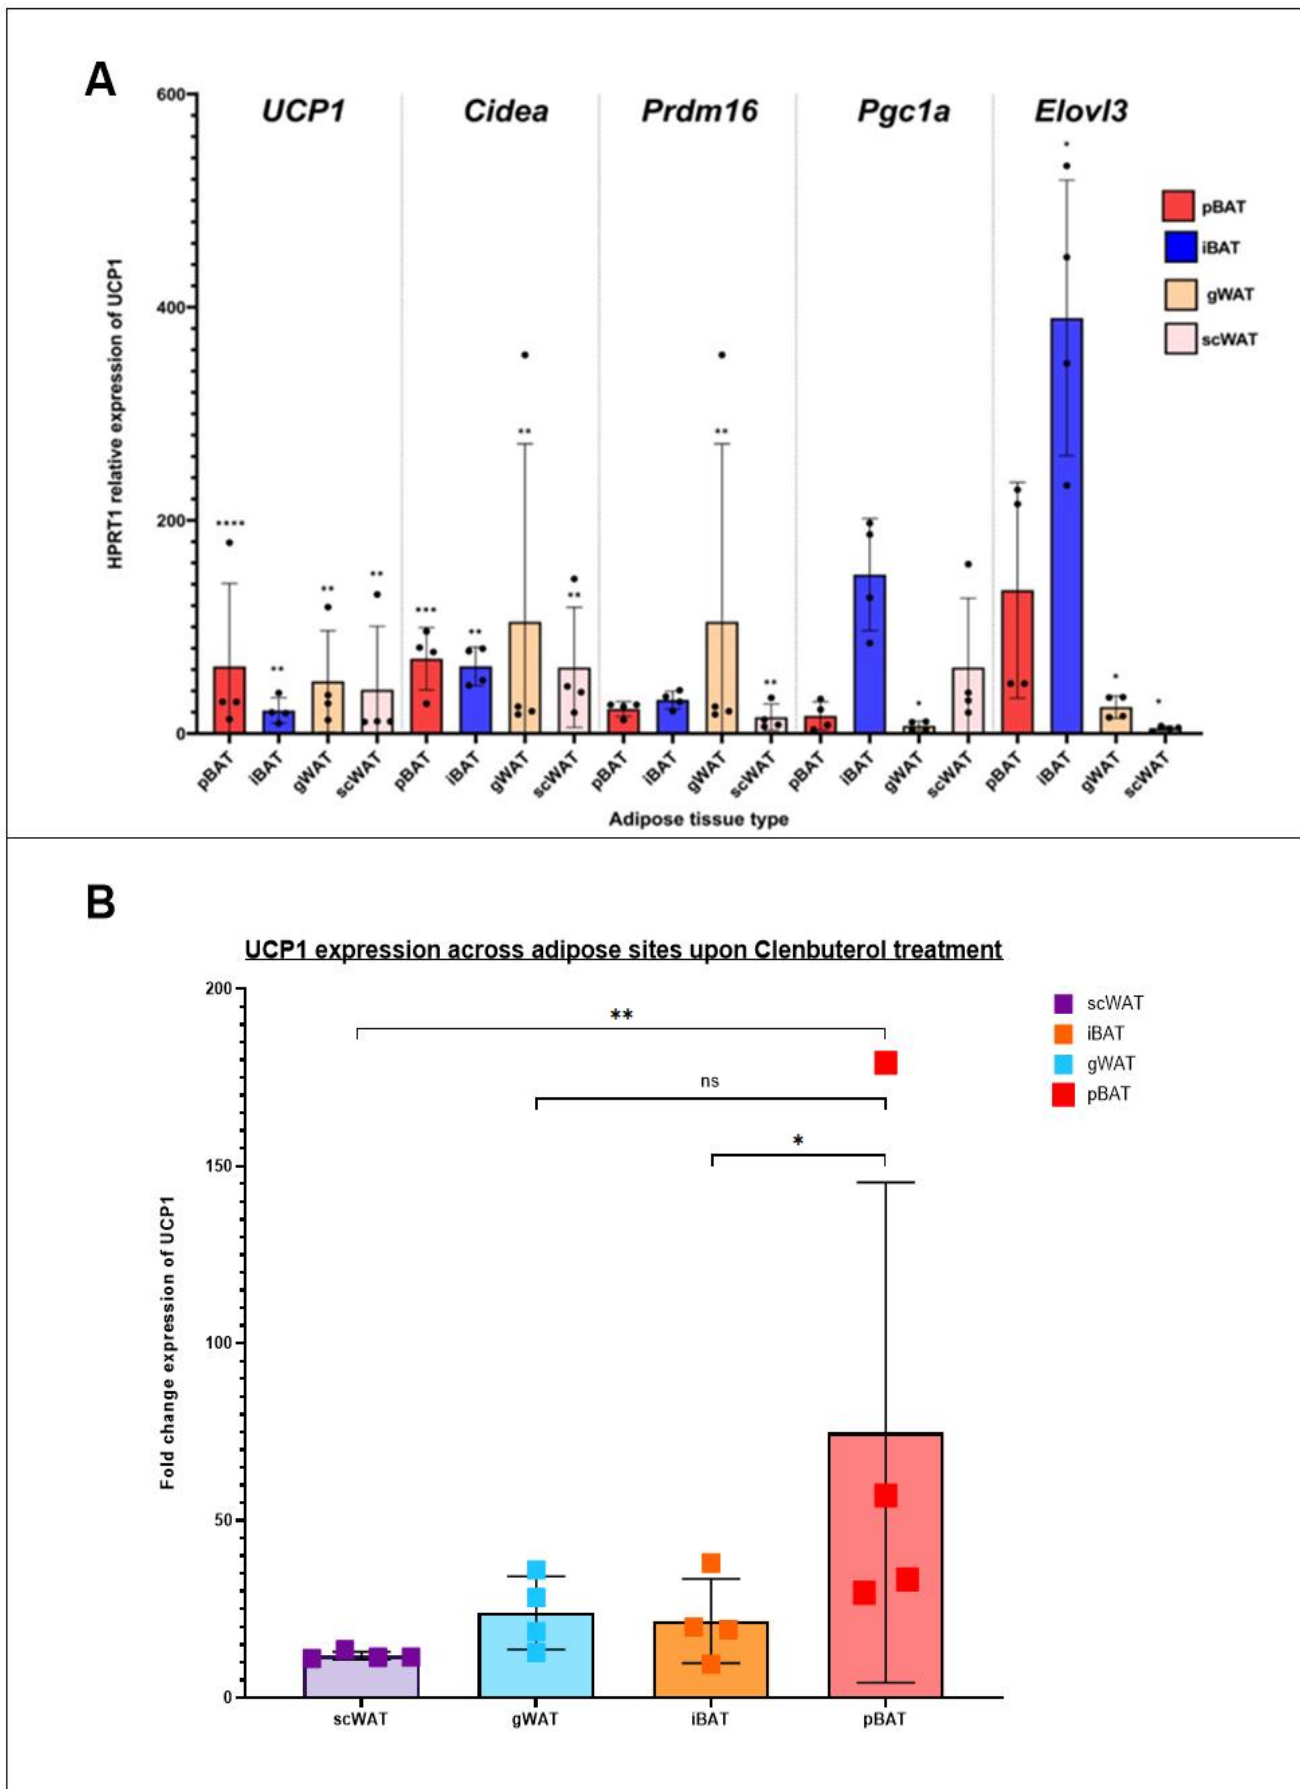 A
600
400
200
0
HPRT1 relative expression of UCP1
UCP1 Cidea Prdm16 Pgc1a Elovl3
**** ** ** ** *** ** ** ** ** ** * * * *
pBAT
iBAT
gWAT
scWAT
pBAT iBAT gWAT scWAT pBAT iBAT gWAT scWAT pBAT iBAT gWAT scWAT pBAT iBAT gWAT scWAT pBAT iBAT gWAT scWAT
Adipose tissue type
B
UCP1 expression across adipose sites upon Clenbuterol treatment
200
150
100
50
0
Fold change expression of UCP1
**
ns
*
scWAT
iBAT
gWAT
pBAT
scWAT gWAT iBAT pBAT